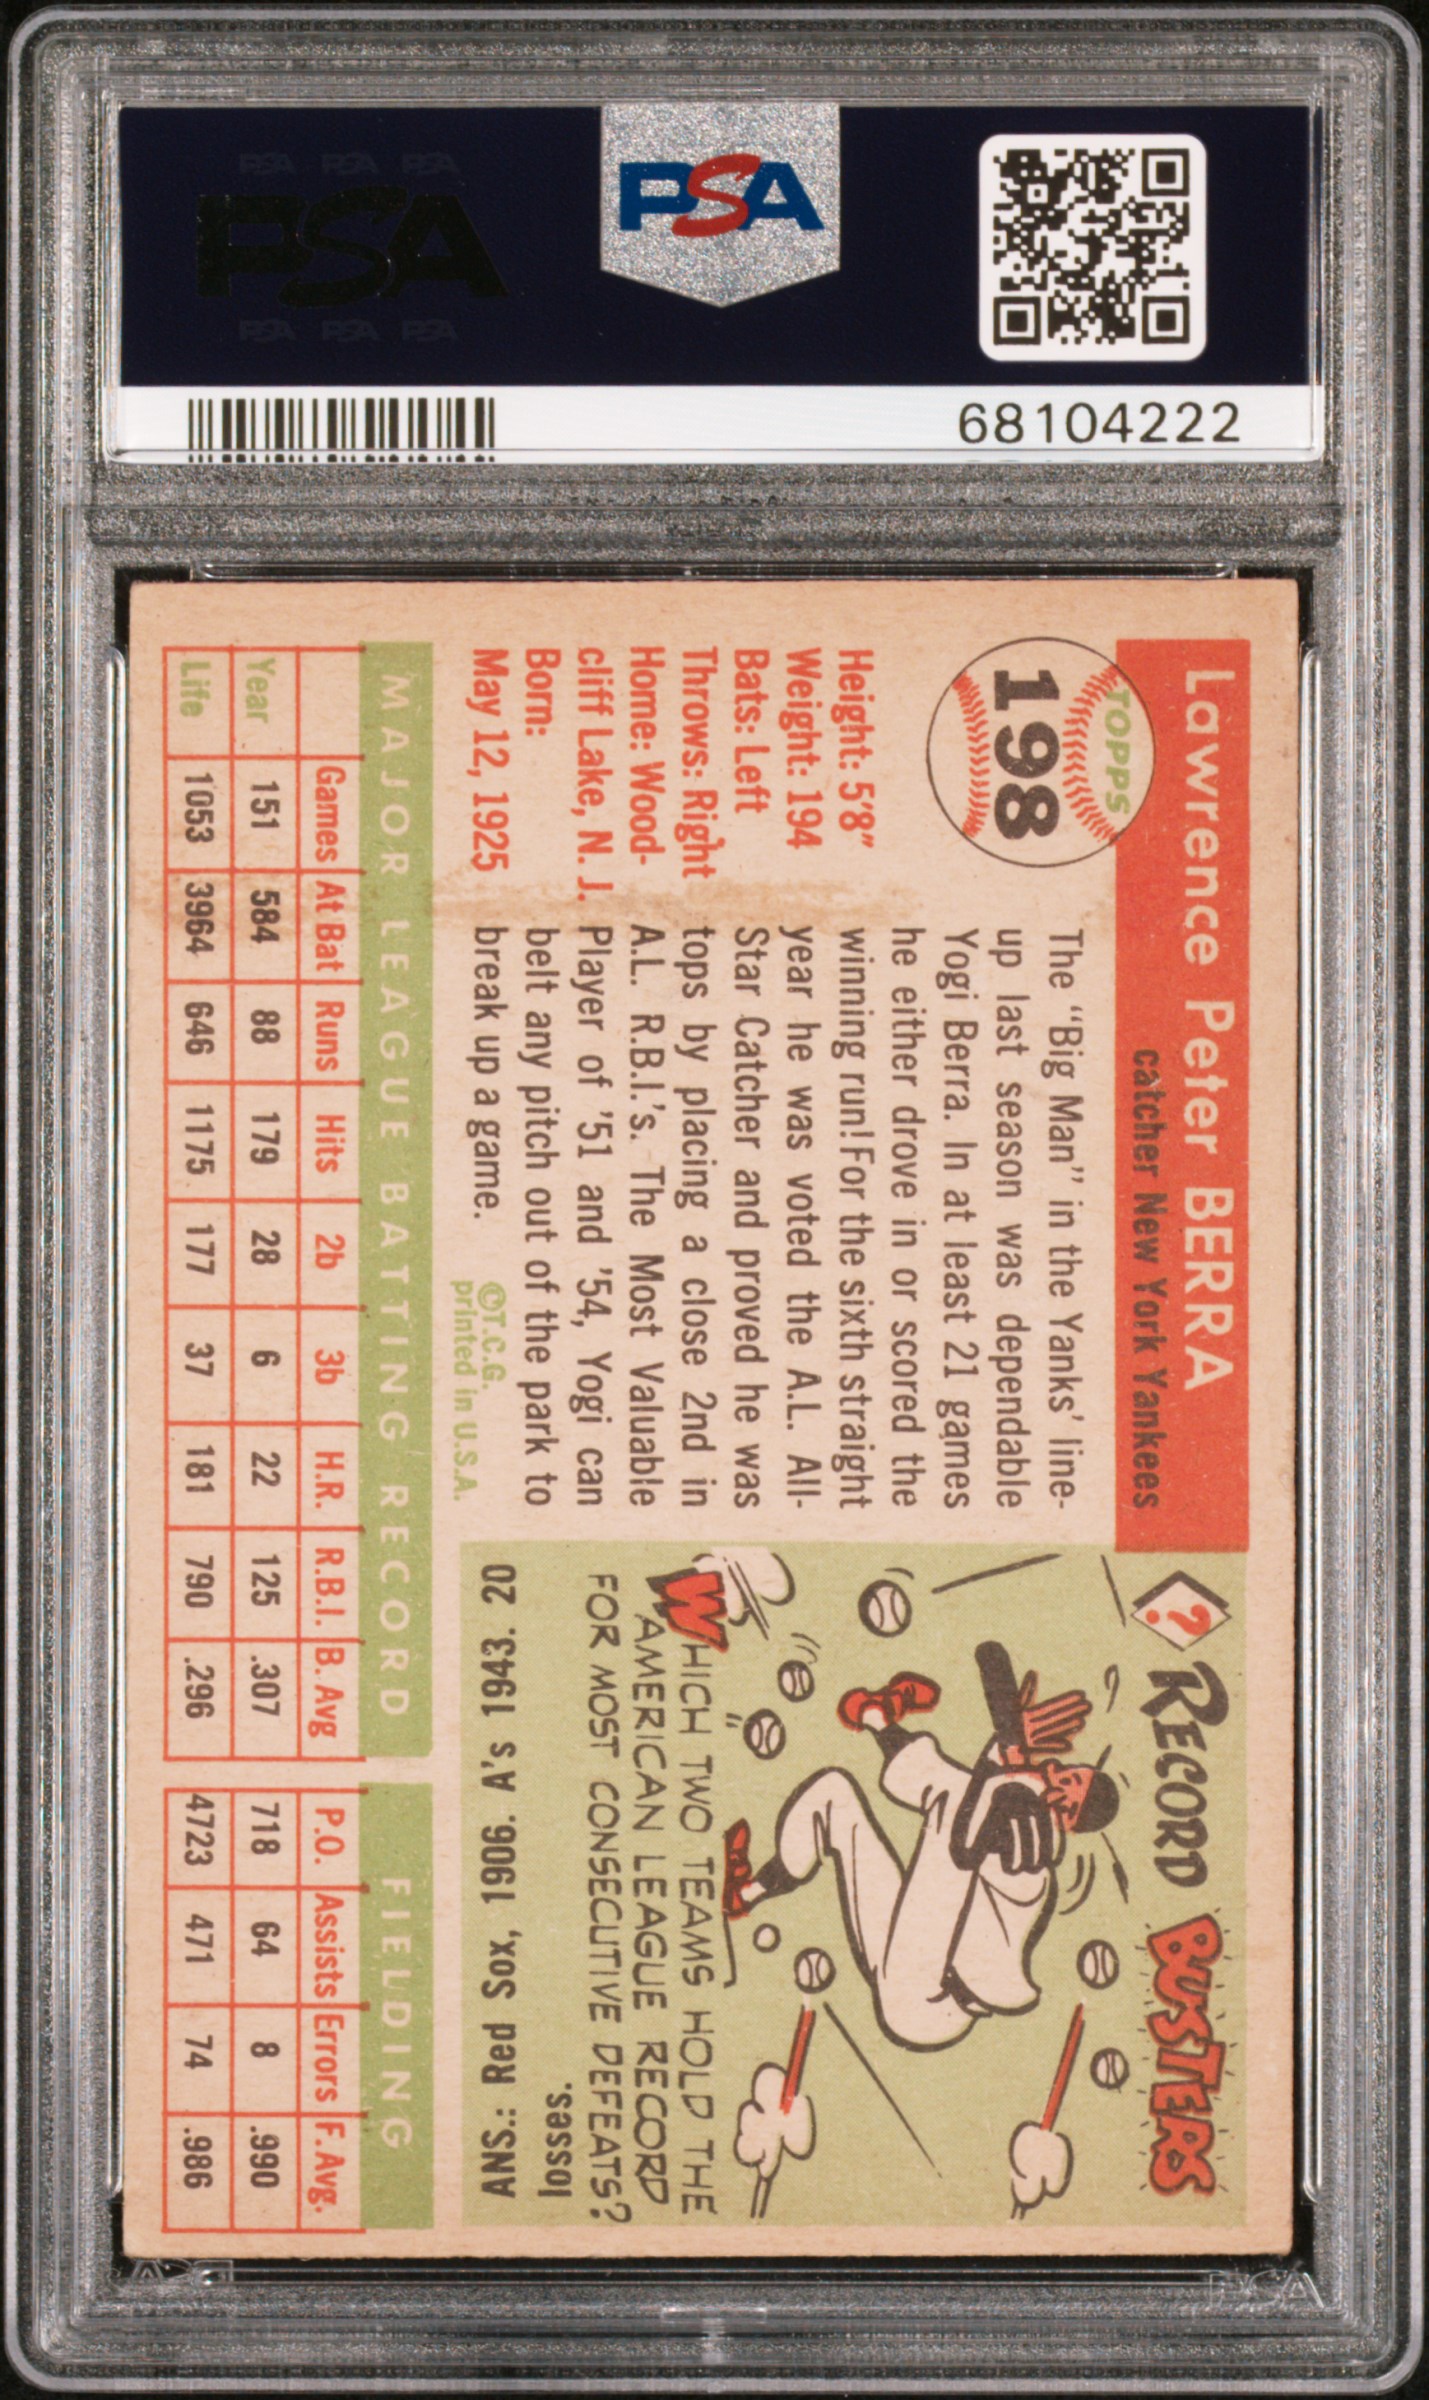 PSA PSA PSA
PSA
PSA PSA PSA
PSA
68104222
Lawrence Peter BERRA
catcher New York Yankees
TOPPS
198
Height: 5'8"
Weight: 194
Bats: Left
Throws: Right
Home: Wood-
cliff Lake, N. J.
Born:
May 12, 1925
The "Big Man" in the Yanks' line-
up last season was dependable
Yogi Berra. In at least 21 games
he either drove in or scored the
winning run! For the sixth straight
year he was voted the A.L. All-
Star Catcher and proved he was
tops by placing a close 2nd in
A.L. R.B.I.'s. The Most Valuable
Player of '51 and '54, Yogi can
belt any pitch out of the park to
break up a game.
©T.C.G.
printed in U.S.A.
? RECORD BUSTERS
WHICH TWO TEAMS HOLD THE
AMERICAN LEAGUE RECORD
FOR MOST CONSECUTIVE DEFEATS?
ANS.: Red Sox, 1906. A's 1943. 20
losses.
MAJOR LEAGUE BATTING RECORD FIELDING
Games At Bat Runs Hits 2b 3b H.R. R.B.I. B. Avg P.O. Assists Errors F. Avg.
Year 151 584 88 179 28 6 22 125 .307 718 64 8 .990
Life 1053 3964 646 1175 177 37 181 790 .296 4723 471 74 .986
PSA
PSA